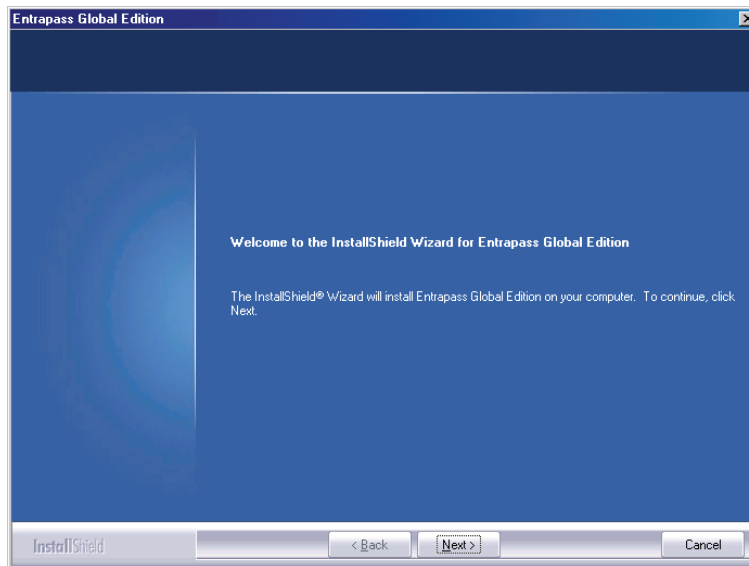 Entrapass Global Edition
Welcome to the InstallShield Wizard for Entrapass Global Edition
The InstallShield® Wizard will install Entrapass Global Edition on your computer. To continue, click
Next.
InstallShield
< Back
Next >
Cancel